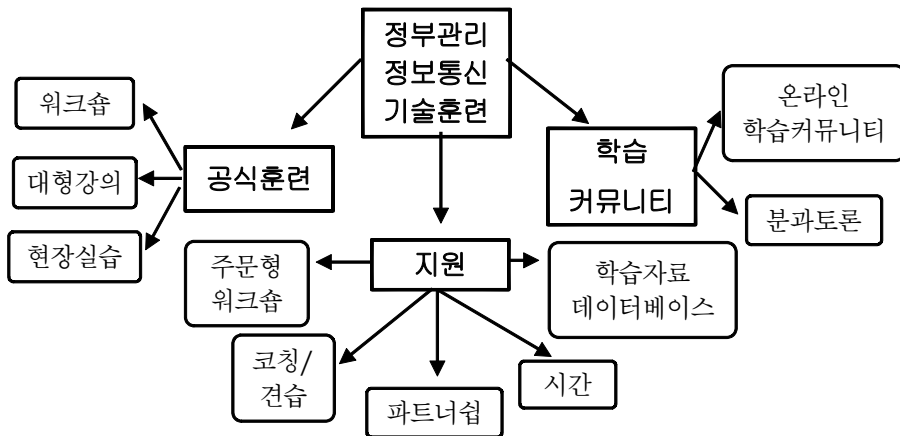 정부관리
정보통신
기술훈련
워크숍
대형강의
현장실습
공식훈련
학습
커뮤니티
온라인
학습커뮤니티
분과토론
지원
주문형
워크숍
학습자료
데이터베이스
코칭/
견습
파트너쉽
시간